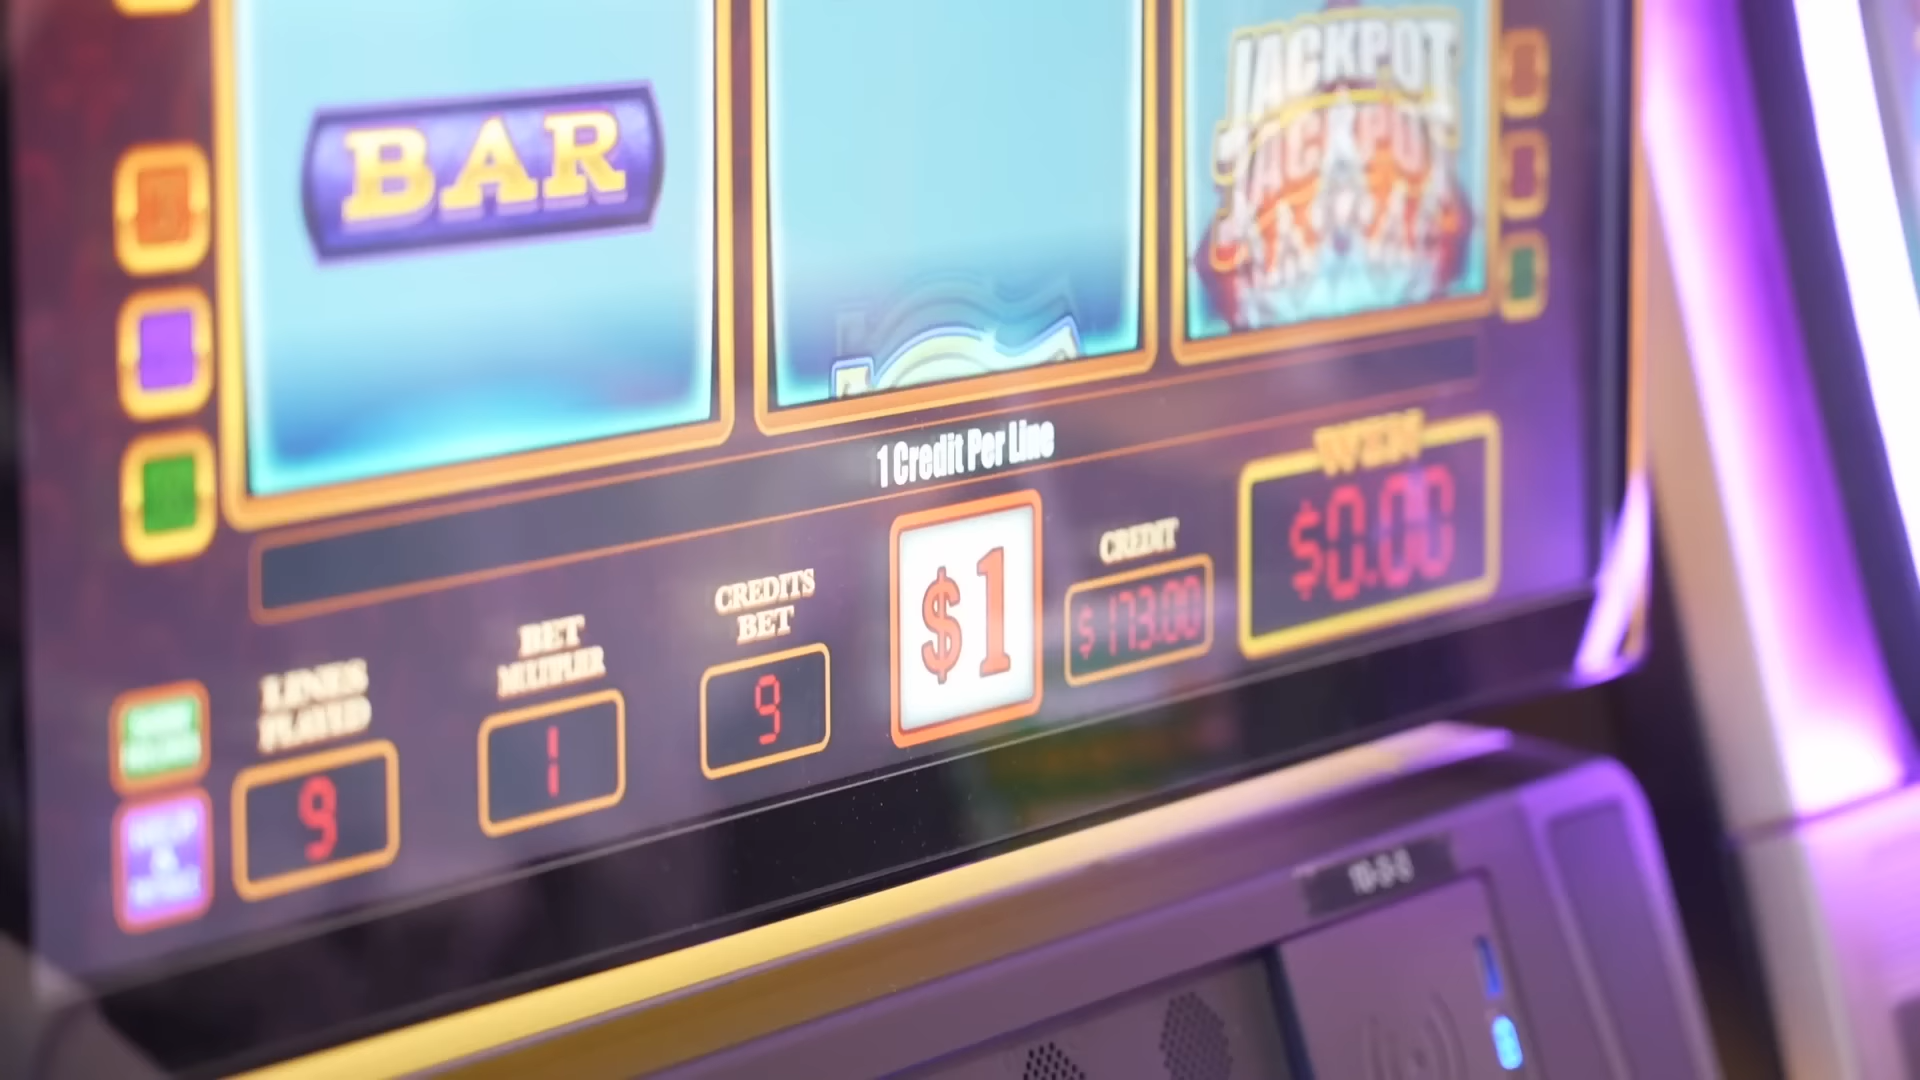 BAR
JACKPOT
JACKPOT
1 Credit Per Line
WIN
$0.00
CREDIT
$173.00
$1
CREDITS
BET
9
BET
MULTIPLIER
1
LINES
PLAYED
9